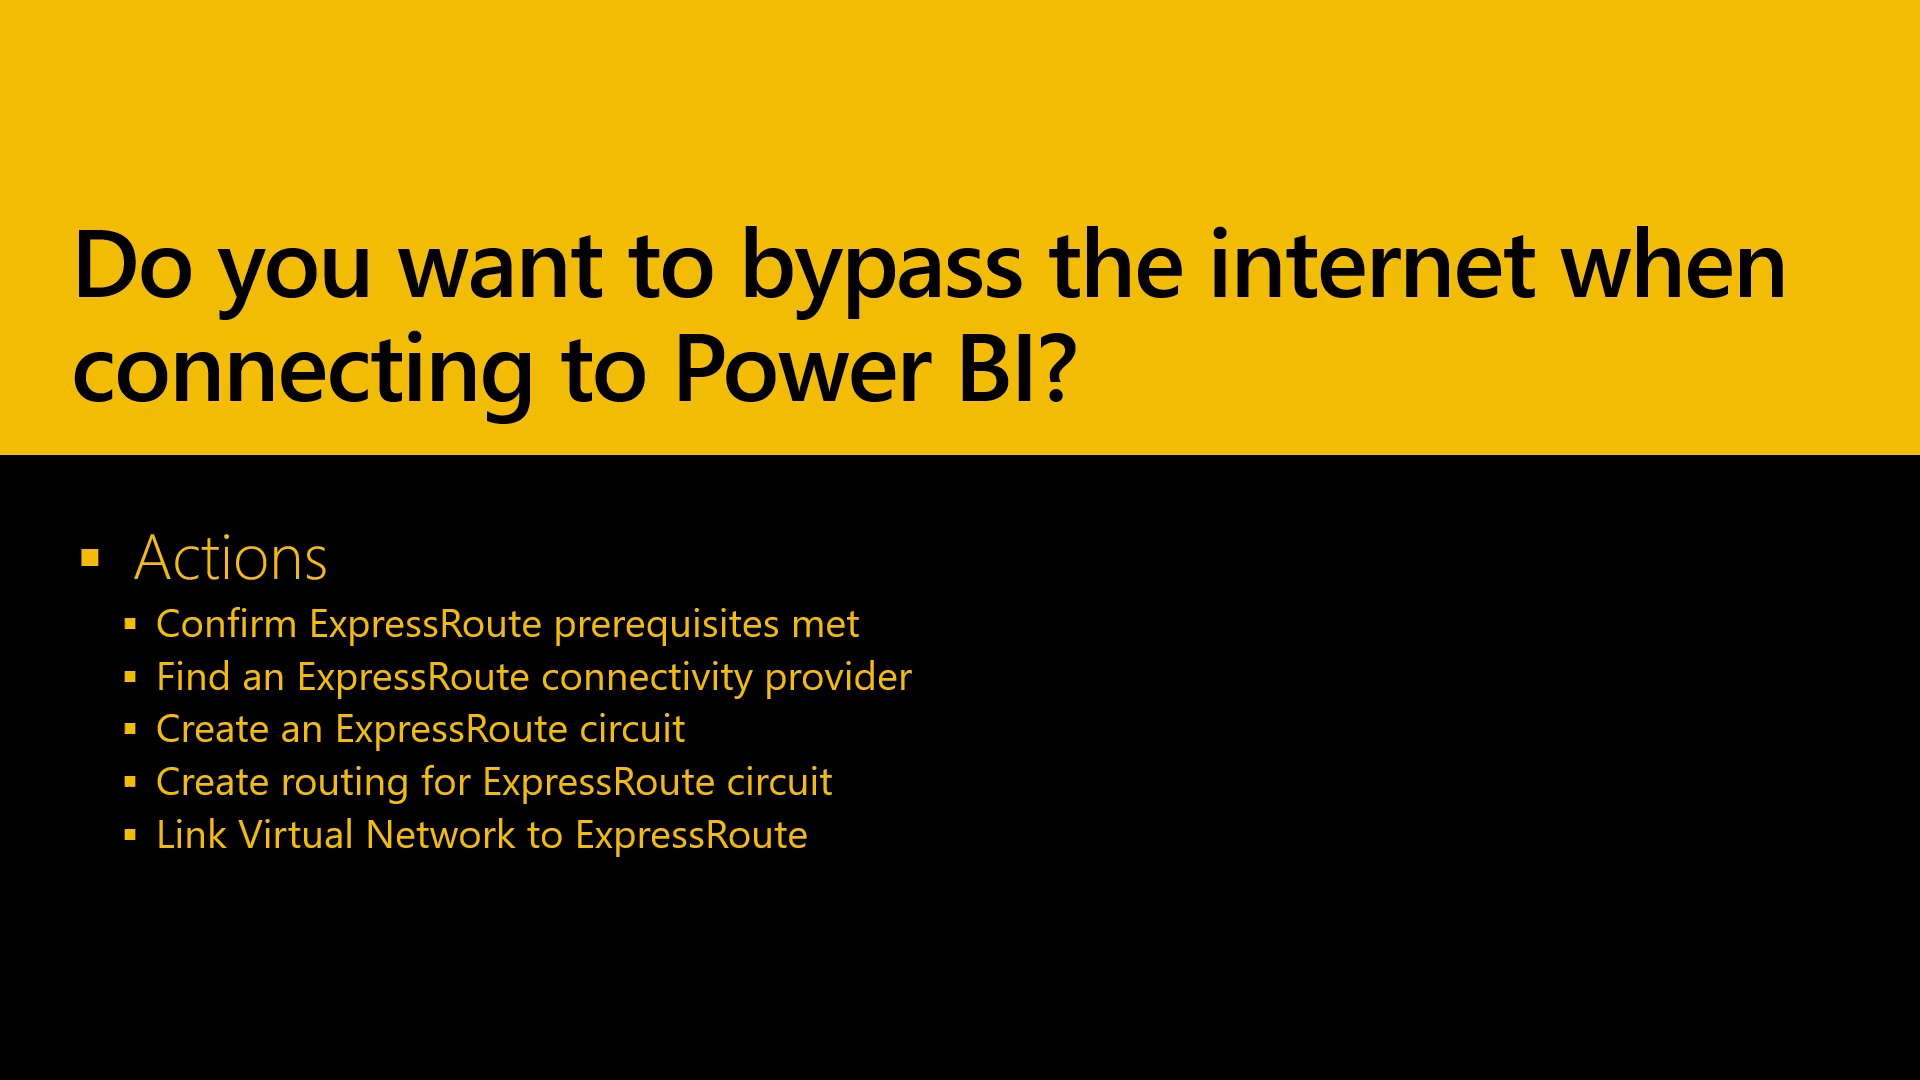 Do you want to bypass the internet when
connecting to Power BI?
▪ Actions
▪ Confirm ExpressRoute prerequisites met
▪ Find an ExpressRoute connectivity provider
▪ Create an ExpressRoute circuit
▪ Create routing for ExpressRoute circuit
▪ Link Virtual Network to ExpressRoute